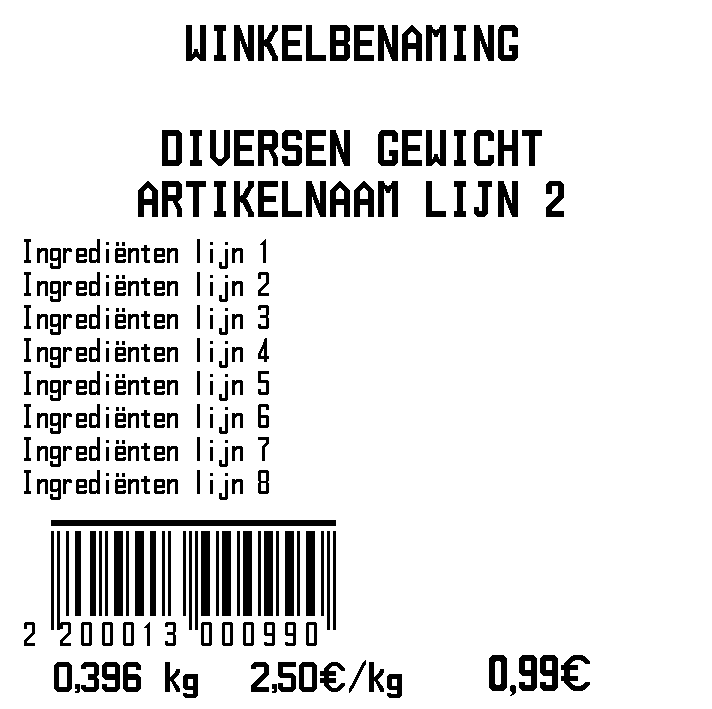 WINKELBENAMING
DIVERSEN GEWICHT
ARTIKELNAAM LIJN 2
Ingrediënten lijn 1
Ingrediënten lijn 2
Ingrediënten lijn 3
Ingrediënten lijn 4
Ingrediënten lijn 5
Ingrediënten lijn 6
Ingrediënten lijn 7
Ingrediënten lijn 8
2 200013 000990
0,396 kg 2,50€/kg 0,99€